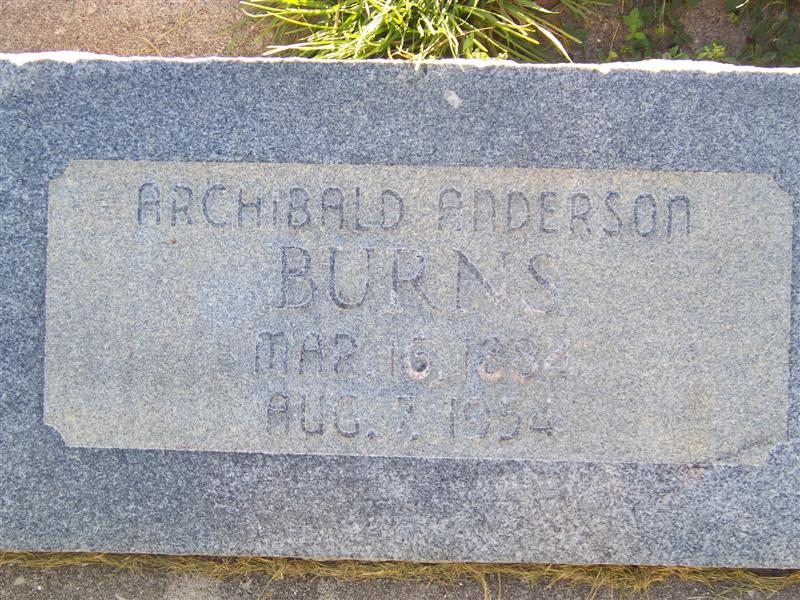 ARCHIBALD ANDERSON
BURNS
MAR. 16, 1884
AUG. 7, 1954